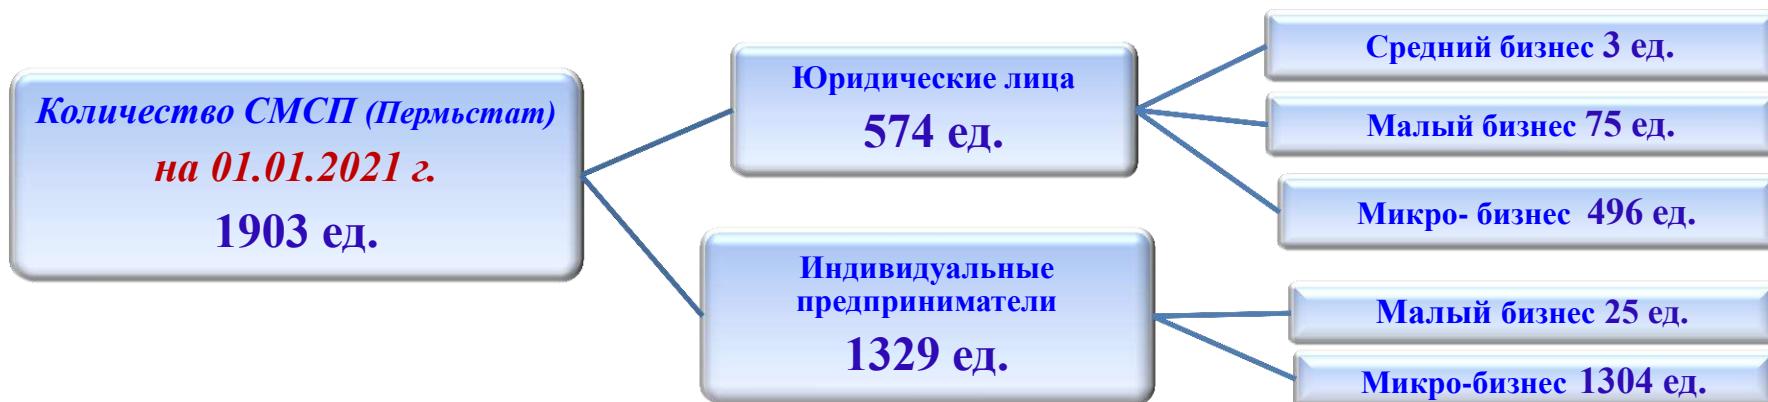 Количество СМСП (Пермьстат)
на 01.01.2021 г.
1903 ед.
Юридические лица
574 ед.
Средний бизнес 3 ед.
Малый бизнес 75 ед.
Микро- бизнес 496 ед.
Индивидуальные
предприниматели
1329 ед.
Малый бизнес 25 ед.
Микро-бизнес 1304 ед.